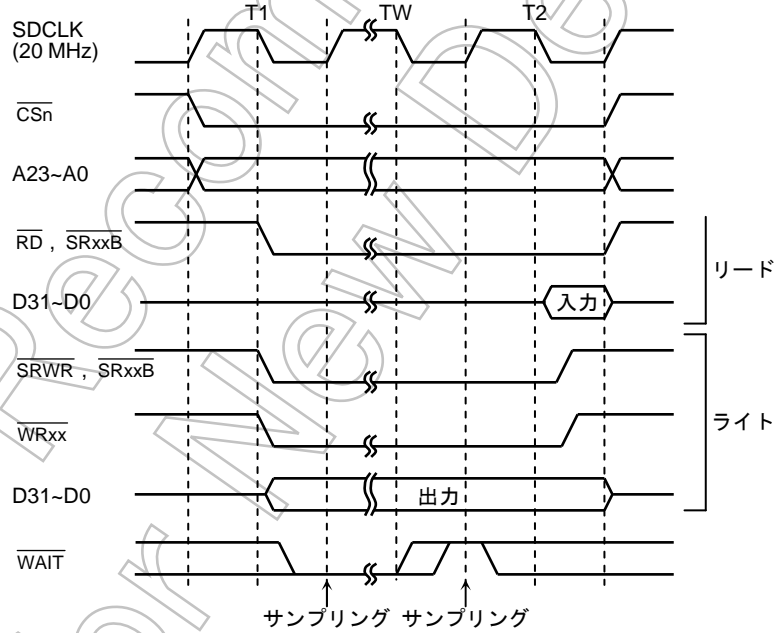 T1 TW T2
SDCLK
(20 MHz)
CSn
A23~A0
RD , SRxxB
リード
D31~D0
入力
SRWR , SRxxB
ライト
WRxx
D31~D0
出力
WAIT
サンプリング サンプリング